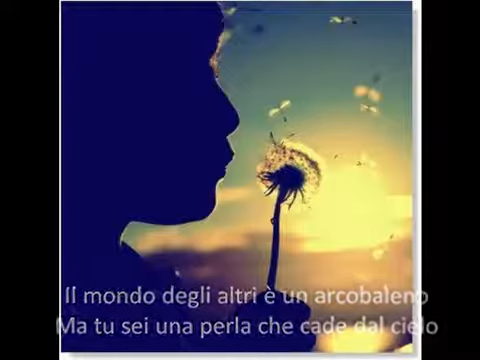 Il mondo degli altri è un arcobaleno
Ma tu sei una perla che cade dal cielo